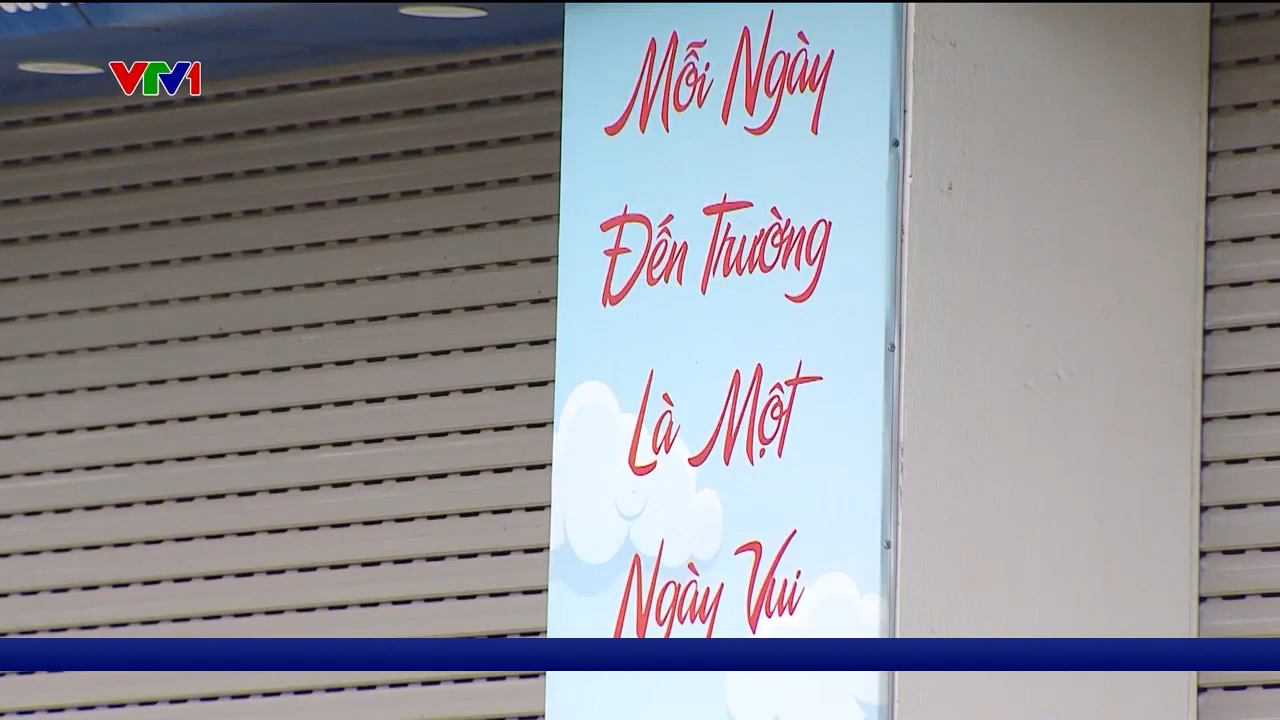 VTV1
Mỗi Ngày
Đến Trường
Là Một
Ngày Vui